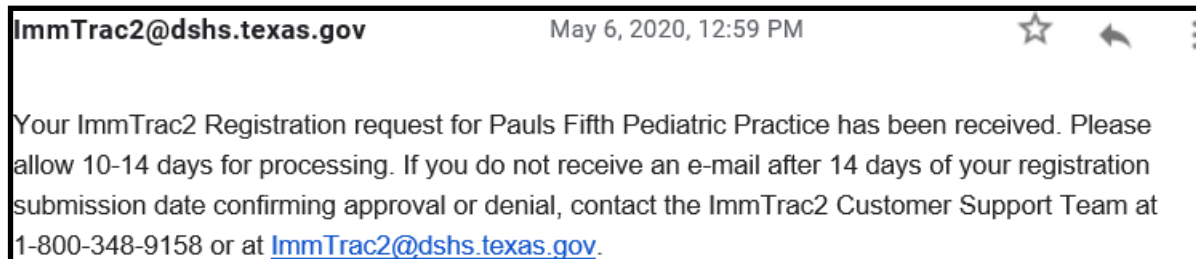 ImmTrac2@dshs.texas.gov May 6, 2020, 12:59 PM
Your ImmTrac2 Registration request for Pauls Fifth Pediatric Practice has been received. Please
allow 10-14 days for processing. If you do not receive an e-mail after 14 days of your registration
submission date confirming approval or denial, contact the ImmTrac2 Customer Support Team at
1-800-348-9158 or at ImmTrac2@dshs.texas.gov.